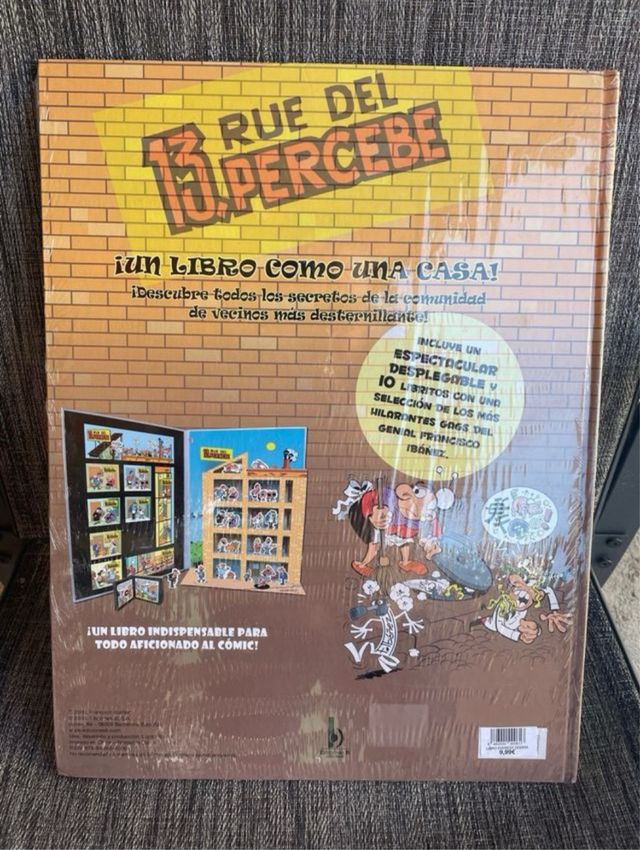 13, RUE DEL
PERCEBE
¡UN LIBRO COMO UNA CASA!
¡Descubre todos los secretos de la comunidad
de vecinos más desternillante!
INCLUYE UN
ESPECTACULAR
DESPLEGABLE Y
10 LIBRITOS CON UNA
SELECCIÓN DE LOS MÁS
HILARANTES GAGS DEL
GENIAL FRANCISCO
IBÁÑEZ.
¡UN LIBRO INDISPENSABLE PARA
TODO AFICIONADO AL CÓMIC!
9,99€